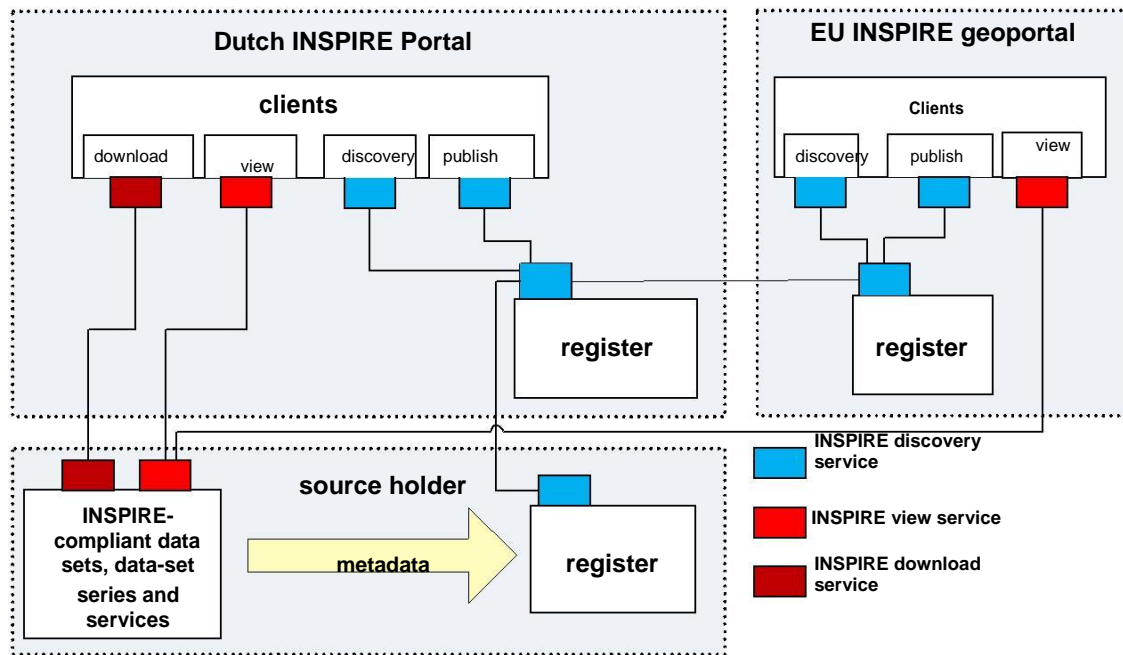 Dutch INSPIRE Portal
clients
download
view
discovery
publish
register
EU INSPIRE geoportal
Clients
discovery
publish
view
register
source holder
INSPIRE-
compliant data
sets, data-set
series and
services
metadata
register
INSPIRE discovery
service
INSPIRE view service
INSPIRE download
service